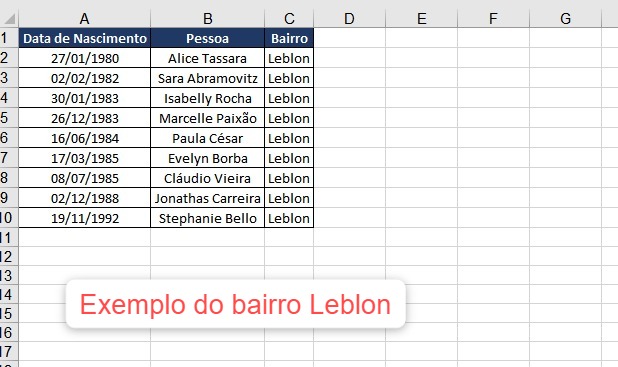 A B C D E F G
1 Data de Nascimento Pessoa Bairro
2 27/01/1980 Alice Tassara Leblon
3 02/02/1982 Sara Abramovitz Leblon
4 30/01/1983 Isabelly Rocha Leblon
5 26/12/1983 Marcelle Paixão Leblon
6 16/06/1984 Paula César Leblon
7 17/03/1985 Evelyn Borba Leblon
8 08/07/1985 Cláudio Vieira Leblon
9 02/12/1988 Jonathas Carreira Leblon
10 19/11/1992 Stephanie Bello Leblon
11
12
13
14
Exemplo do bairro Leblon
15
16
17